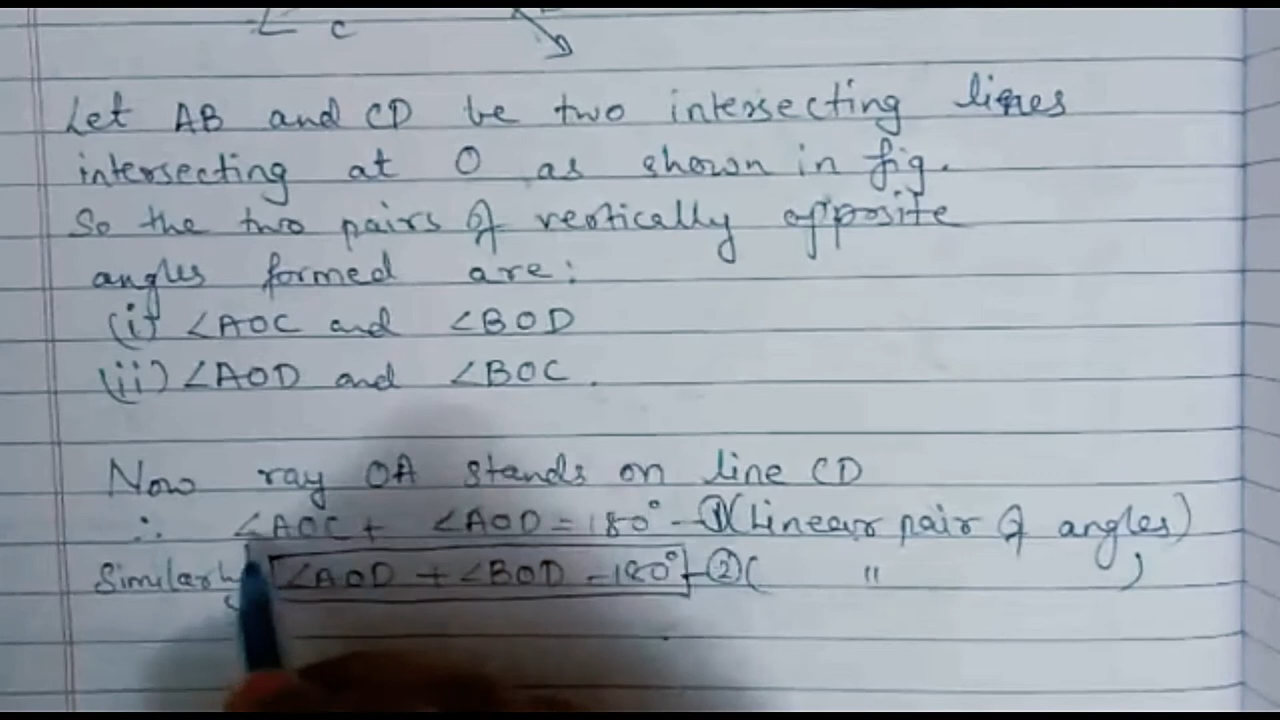 C
Let AB and CD be two intersecting lines
intersecting at O as shown in fig.
So the two pairs of vertically opposite
angles formed are:
(i) ∠AOC and ∠BOD
(ii) ∠AOD and ∠BOC.
Now ray OA stands on line CD
∴ ∠AOC + ∠AOD = 180° - ① (Linear pair of angles)
Similarly ∠AOD + ∠BOD = 180° - ② ( " )